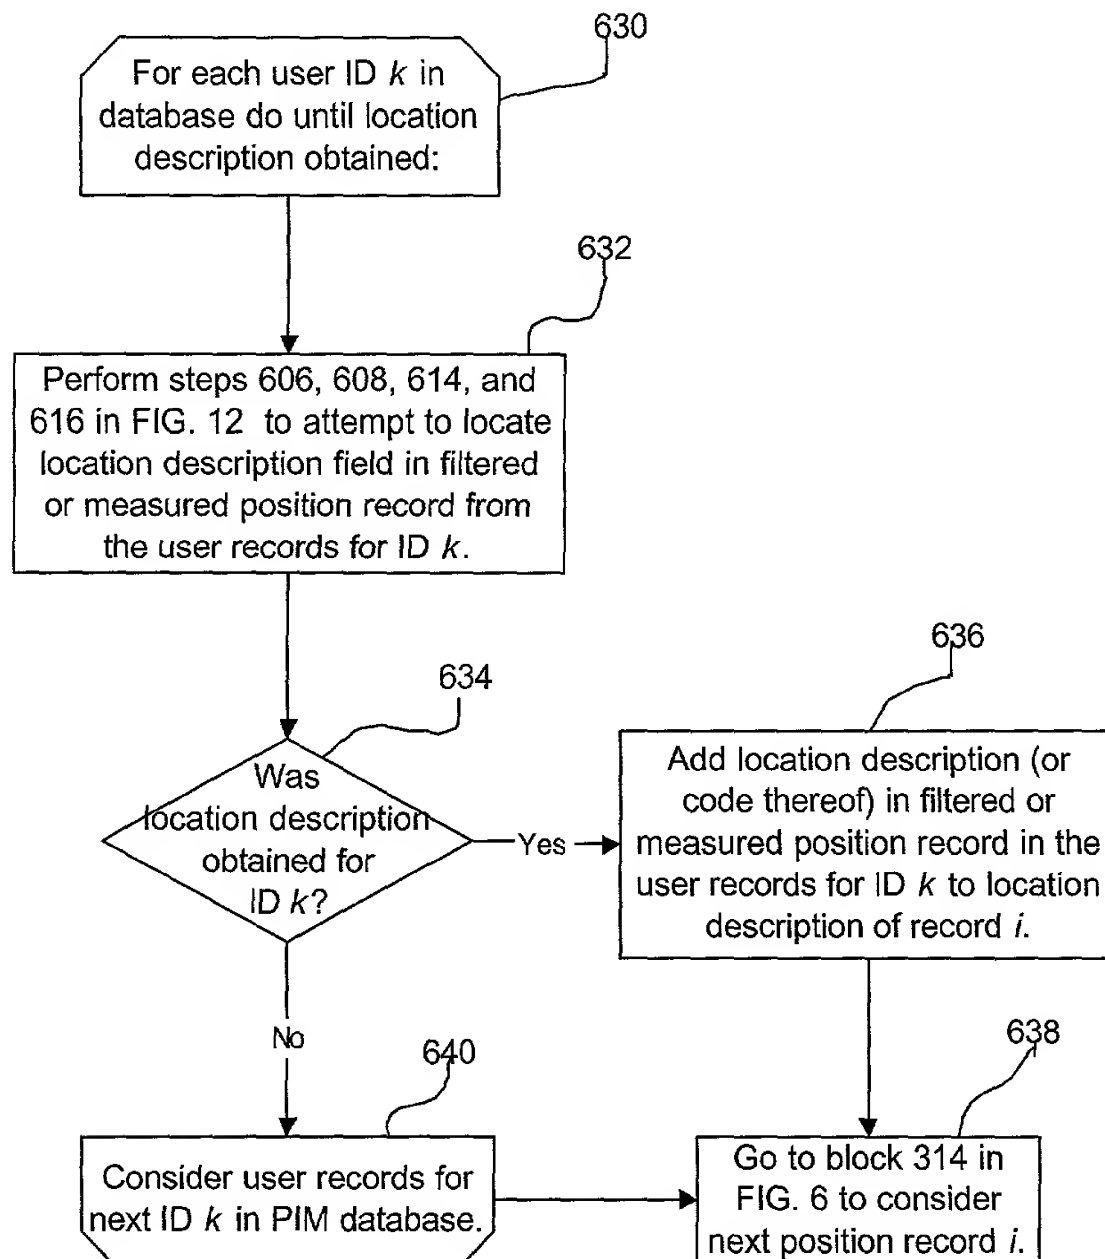 630
For each user ID k in
database do until location
description obtained:
632
Perform steps 606, 608, 614, and
616 in FIG. 12 to attempt to locate
location description field in filtered
or measured position record from
the user records for ID k.
634
Was
location description
obtained for
ID k?
Yes
636
Add location description (or
code thereof) in filtered or
measured position record in the
user records for ID k to location
description of record i.
No
640
Consider user records for
next ID k in PIM database.
638
Go to block 314 in
FIG. 6 to consider
next position record i.